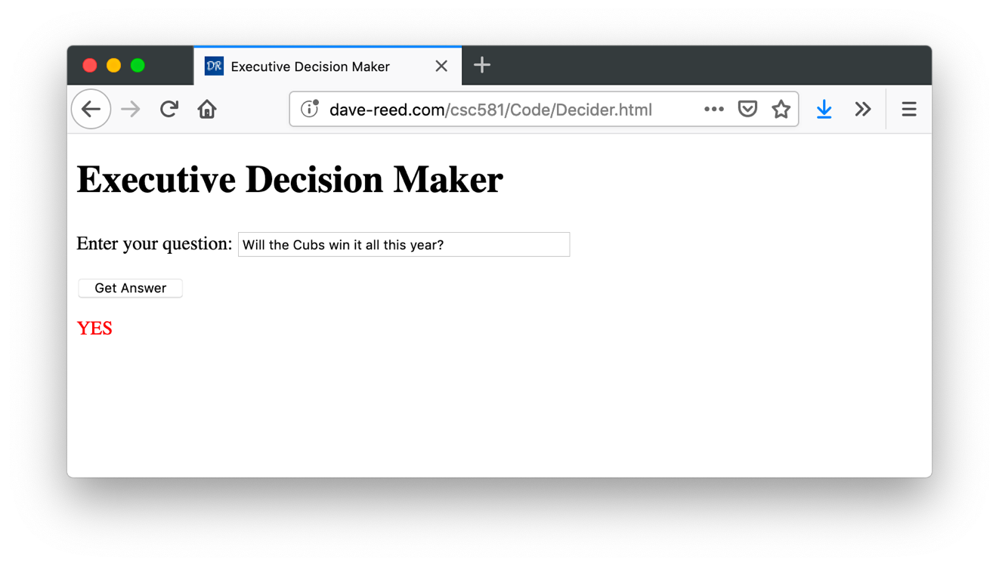 DR Executive Decision Maker
dave-reed.com/csc581/Code/Decider.html
Executive Decision Maker
Enter your question: Will the Cubs win it all this year?
Get Answer
YES